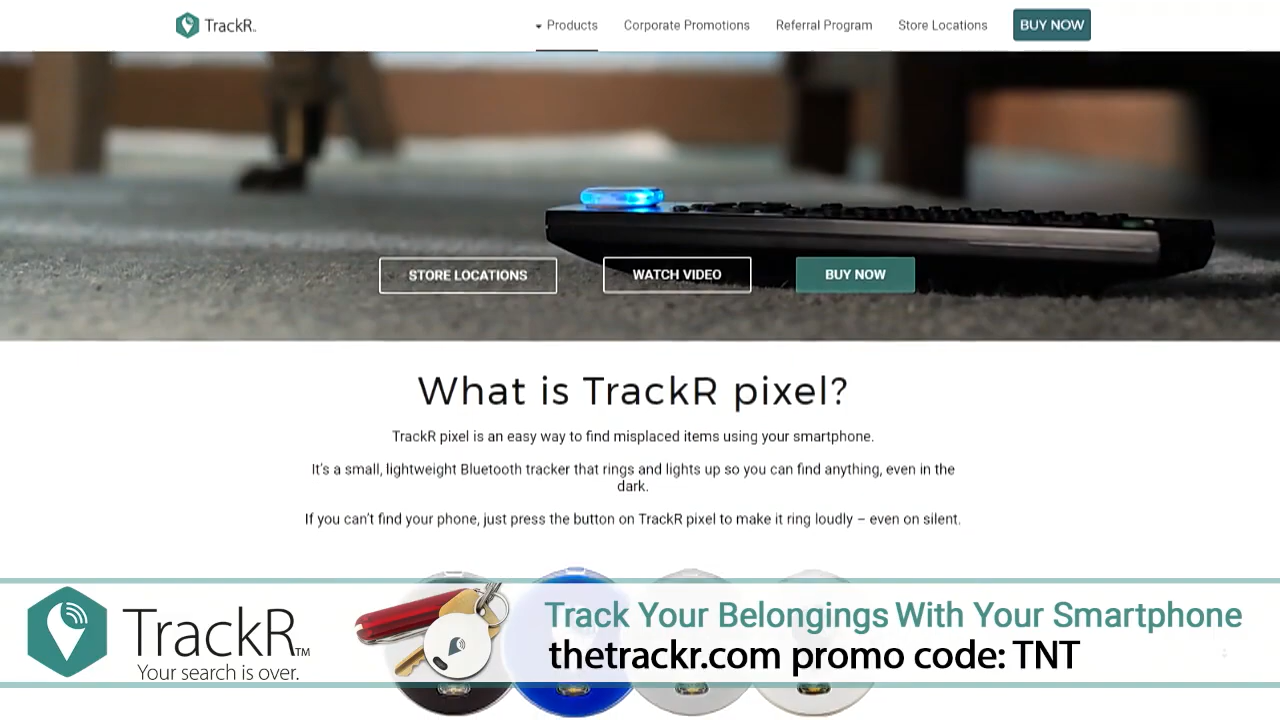 TrackR™
Products
Corporate Promotions
Referral Program
Store Locations
BUY NOW
STORE LOCATIONS
WATCH VIDEO
BUY NOW
What is TrackR pixel?
TrackR pixel is an easy way to find misplaced items using your smartphone.
It's a small, lightweight Bluetooth tracker that rings and lights up so you can find anything, even in the
dark.
If you can't find your phone, just press the button on TrackR pixel to make it ring loudly – even on silent.
TrackR™
Your search is over.
Track Your Belongings With Your Smartphone
thetrackr.com promo code: TNT